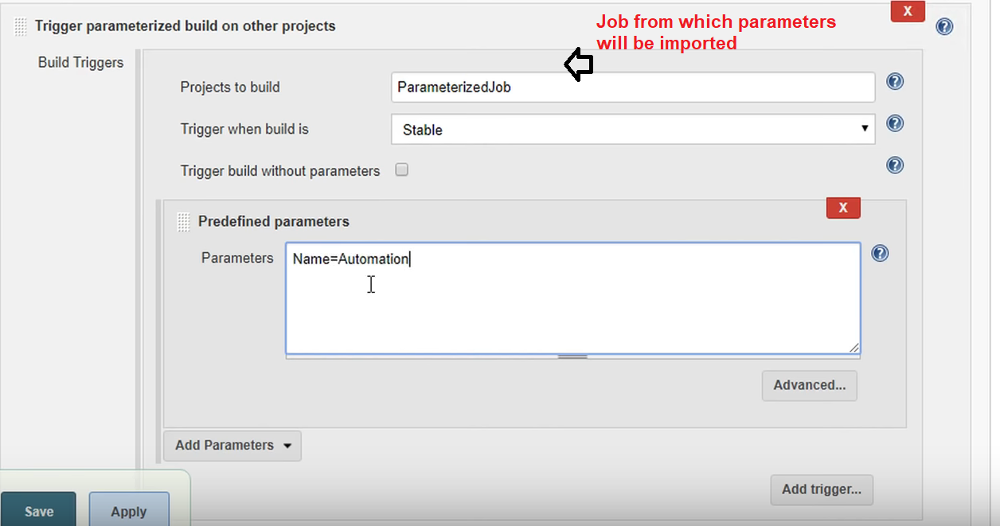 Trigger parameterized build on other projects
X
?
Job from which parameters
will be imported
Build Triggers
Projects to build
ParameterizedJob
?
Trigger when build is
Stable
?
Trigger build without parameters
?
Predefined parameters
X
Parameters
Name=Automation
?
Advanced...
Add Parameters
Add trigger...
Save
Apply